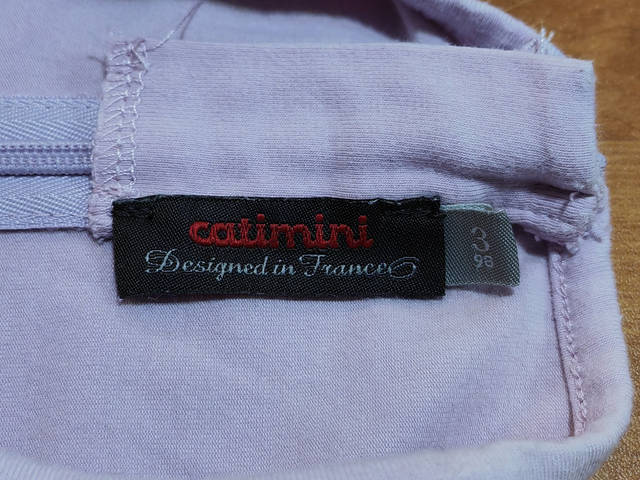 catimini
Designed in France
3
98